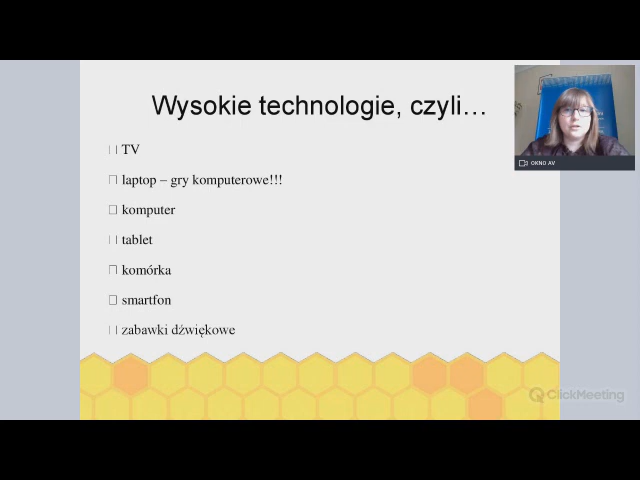 Wysokie technologie, czyli…
TV
laptop – gry komputerowe!!!
komputer
tablet
komórka
smartfon
zabawki dźwiękowe
OKNO AV
ClickMeeting